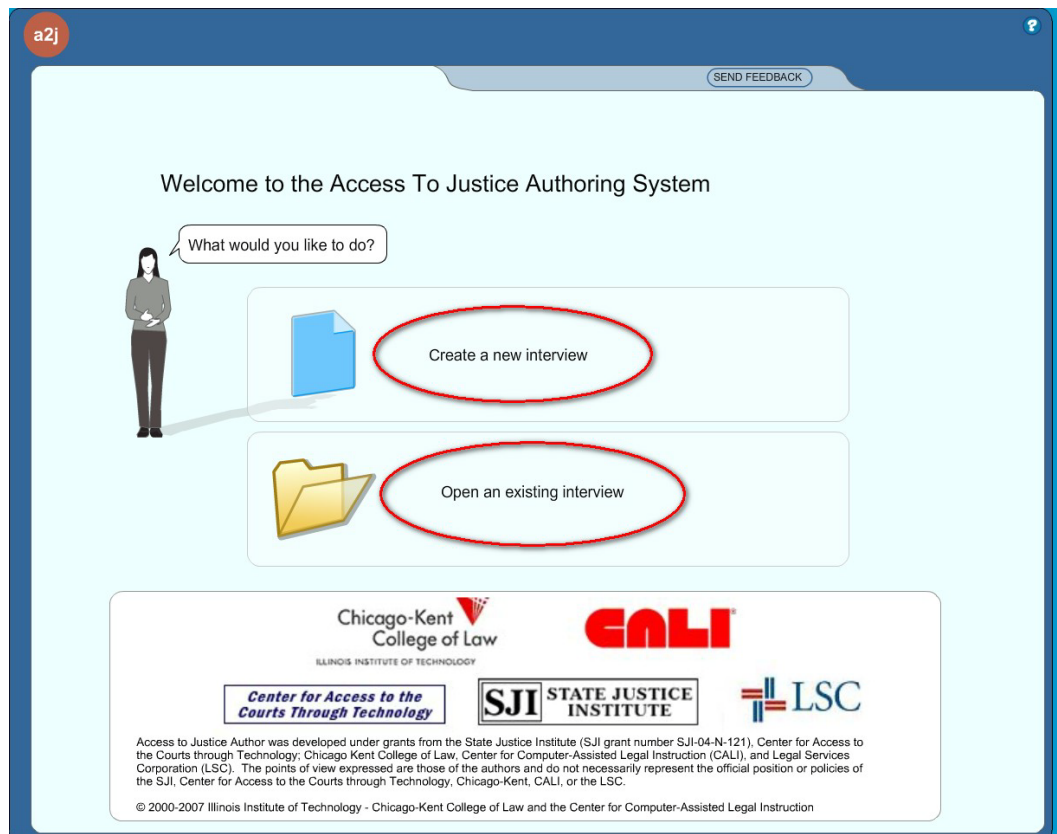 a2j
?
SEND FEEDBACK
Welcome to the Access To Justice Authoring System
What would you like to do?
Create a new interview
Open an existing interview
Chicago-Kent
College of Law
ILLINOIS INSTITUTE OF TECHNOLOGY
CALI®
Center for Access to the
Courts Through Technology
SJI STATE JUSTICE
INSTITUTE
LSC
Access to Justice Author was developed under grants from the State Justice Institute (SJI grant number SJI-04-N-121), Center for Access to
the Courts through Technology; Chicago Kent College of Law, Center for Computer-Assisted Legal Instruction (CALI), and Legal Services
Corporation (LSC). The points of view expressed are those of the authors and do not necessarily represent the official position or policies of
the SJI, Center for Access to the Courts through Technology, Chicago-Kent, CALI, or the LSC.
© 2000-2007 Illinois Institute of Technology - Chicago-Kent College of Law and the Center for Computer-Assisted Legal Instruction